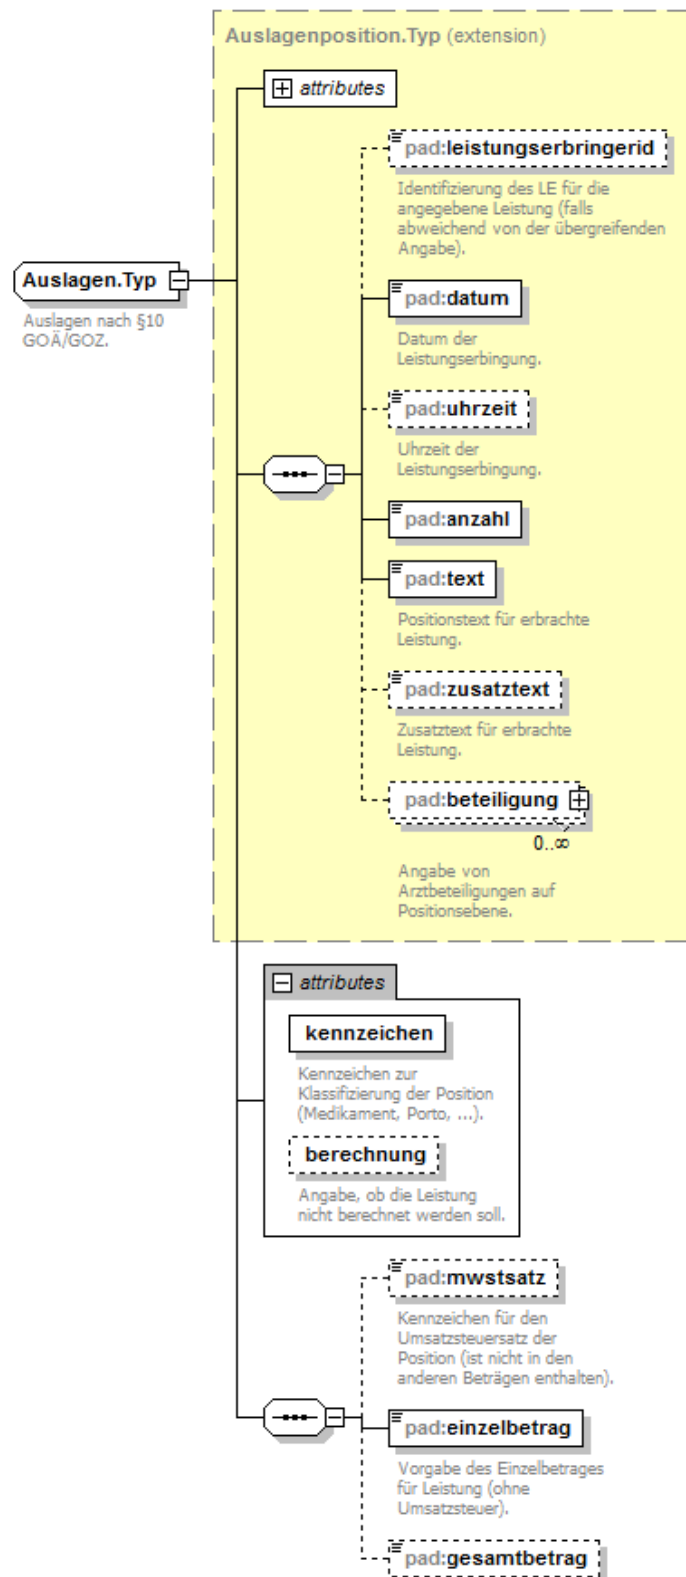 Auslagenposition.Typ (extension)
attributes
pad:leistungserbringerid
Identifizierung des LE für die
angegebene Leistung (falls
abweichend von der übergreifenden
Angabe).
Auslagen.Typ
Auslagen nach §10
GOÄ/GOZ.
pad:datum
Datum der
Leistungserbingung.
pad:uhrzeit
Uhrzeit der
Leistungserbingung.
pad:anzahl
pad:text
Positionstext für erbrachte
Leistung.
pad:zusatztext
Zusatztext für erbrachte
Leistung.
pad:beteiligung
0..∞
Angabe von
Arztbeteiligungen auf
Positionsebene.
attributes
kennzeichen
Kennzeichen zur
Klassifizierung der Position
(Medikament, Porto, ...).
berechnung
Angabe, ob die Leistung
nicht berechnet werden soll.
pad:mwstsatz
Kennzeichen für den
Umsatzsteuersatz der
Position (ist nicht in den
anderen Beträgen enthalten).
pad:einzelbetrag
Vorgabe des Einzelbetrages
für Leistung (ohne
Umsatzsteuer).
pad:gesamtbetrag